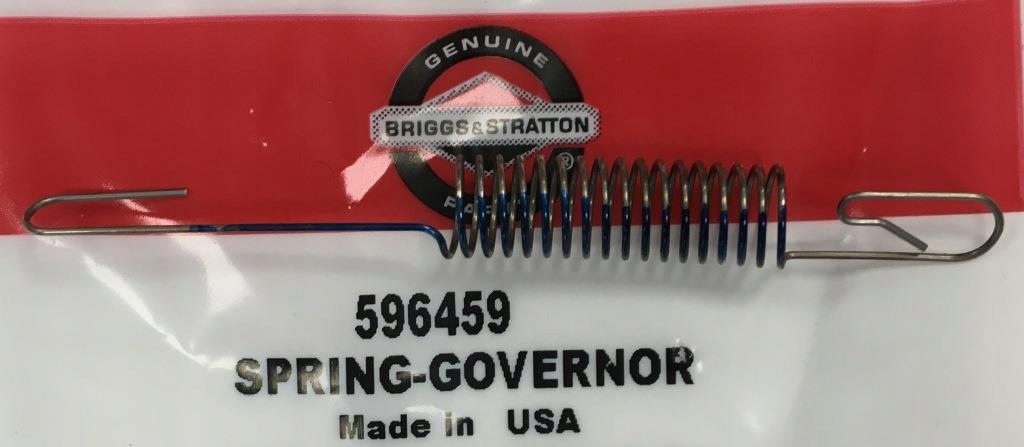 GENUINE
BRIGGS&STRATTON
®
596459
SPRING-GOVERNOR
Made in USA